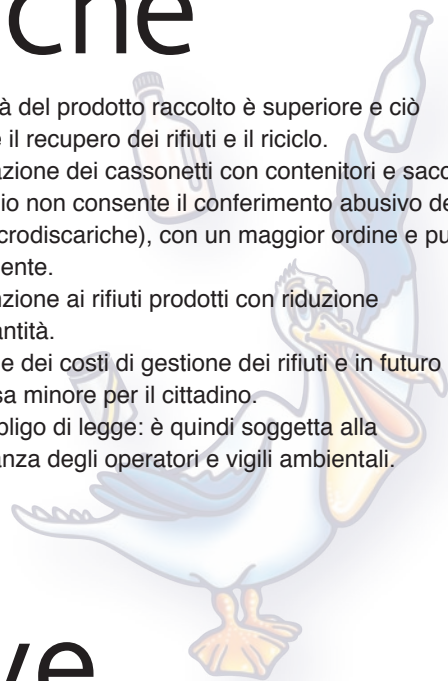 che
à del prodotto raccolto è superiore e ciò
e il recupero dei rifiuti e il riciclo.
azione dei cassonetti con contenitori e sacc
io non consente il conferimento abusivo de
crodiscariche), con un maggior ordine e pu
ente.
nzione ai rifiuti prodotti con riduzione
antità.
e dei costi di gestione dei rifiuti e in futuro
sa minore per il cittadino.
bligo di legge: è quindi soggetta alla
anza degli operatori e vigili ambientali.
ve